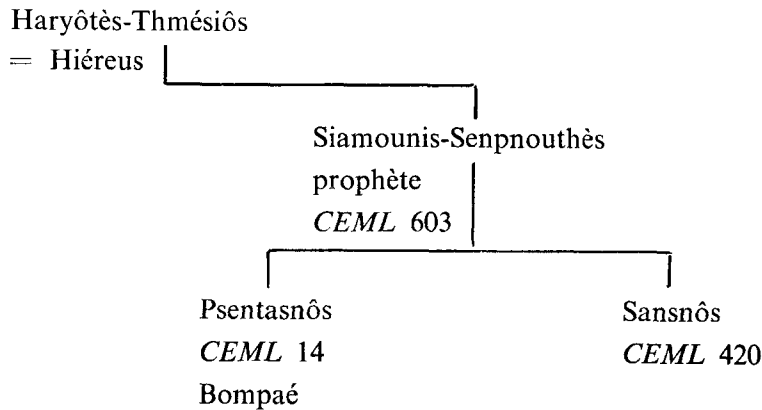 Haryôtès-Thmésiôs
= Hiéreus
Siamounis-Senpnouthès
prophète
CEML 603
Psentasnôs
CEML 14
Bompaé
Sansnôs
CEML 420